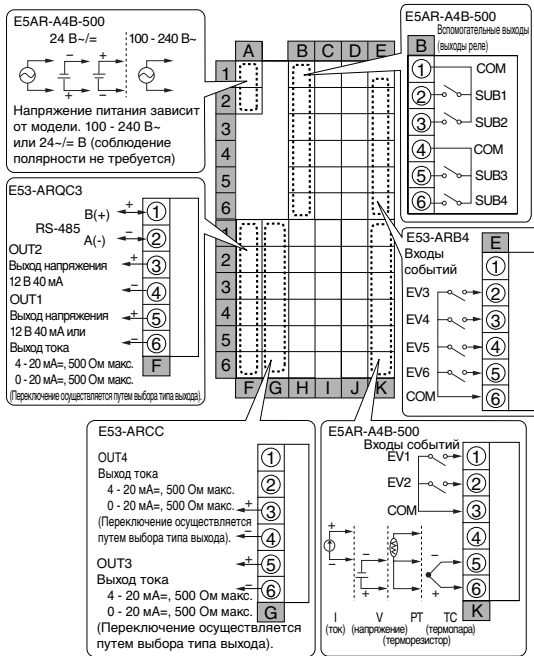 E5AR-A4B-500
24 В~/= 100 - 240 В~
Напряжение питания зависит
от модели. 100 - 240 В~
или 24~/= В (соблюдение
полярности не требуется)
A B C D E
1
2
3
4
5
6
1
2
3
4
5
6
F G H I J K
E5AR-A4B-500
Вспомогательные выходы
(выходы реле)
B
1 COM
2 SUB1
3 SUB2
4 COM
5 SUB3
6 SUB4
E53-ARQC3
B(+) + 1
RS-485
A(-) − 2
OUT2
Выход напряжения + 3
12 В 40 мА − 4
OUT1
Выход напряжения + 5
12 В 40 мА или
Выход тока − 6
4 - 20 мА=, 500 Ом макс.
0 - 20 мА=, 500 Ом макс.
(Переключение осуществляется путем выбора типа выхода).
F
E53-ARB4
Входы
событий
E
1
EV3 2
EV4 3
EV5 4
EV6 5
COM 6
E53-ARCC
OUT4 1
Выход тока 2
4 - 20 мА=, 500 Ом макс.
0 - 20 мА=, 500 Ом макс. + 3
(Переключение осуществляется
путем выбора типа выхода). − 4
OUT3 + 5
Выход тока − 6
4 - 20 мА=, 500 Ом макс.
0 - 20 мА=, 500 Ом макс.
G
(Переключение осуществляется
путем выбора типа выхода).
E5AR-A4B-500
Входы событий
EV1 1
EV2 2
COM 3
4
5
6
+ − − +
− + +
K
I V PT TC
(ток) (напряжение) (термопара)
(терморезистор)